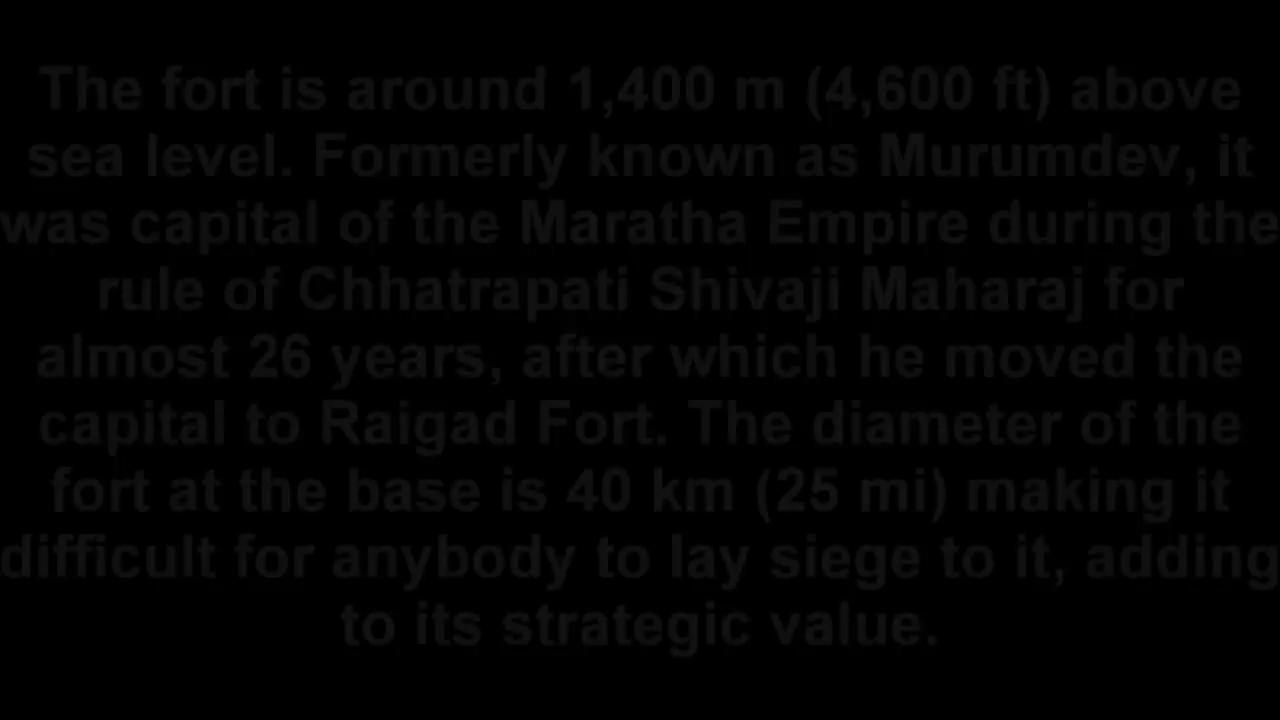 The fort is around 1,400 m (4,600 ft) above
sea level. Formerly known as Murumdev, it
was capital of the Maratha Empire during the
rule of Chhatrapati Shivaji Maharaj for
almost 26 years, after which he moved the
capital to Raigad Fort. The diameter of the
fort at the base is 40 km (25 mi) making it
difficult for anybody to lay siege to it, adding
to its strategic value.